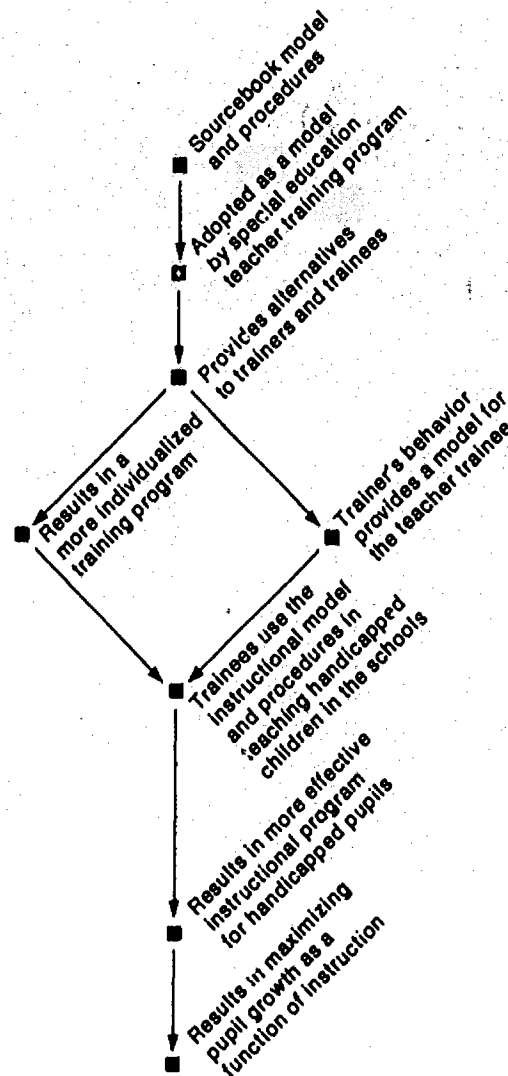 Sourcebook model
and procedures
Adopted as a model
by special education
teacher training program
Provides alternatives
to trainers and trainees
Results in a
more individualized
training program
Trainer's behavior
provides a model for
the teacher trainee
Trainees use the
instructional model
and procedures in
teaching handicapped
children in the schools
Results in more effective
instructional program
for handicapped pupils
Results in maximizing
pupil growth as a
function of instruction